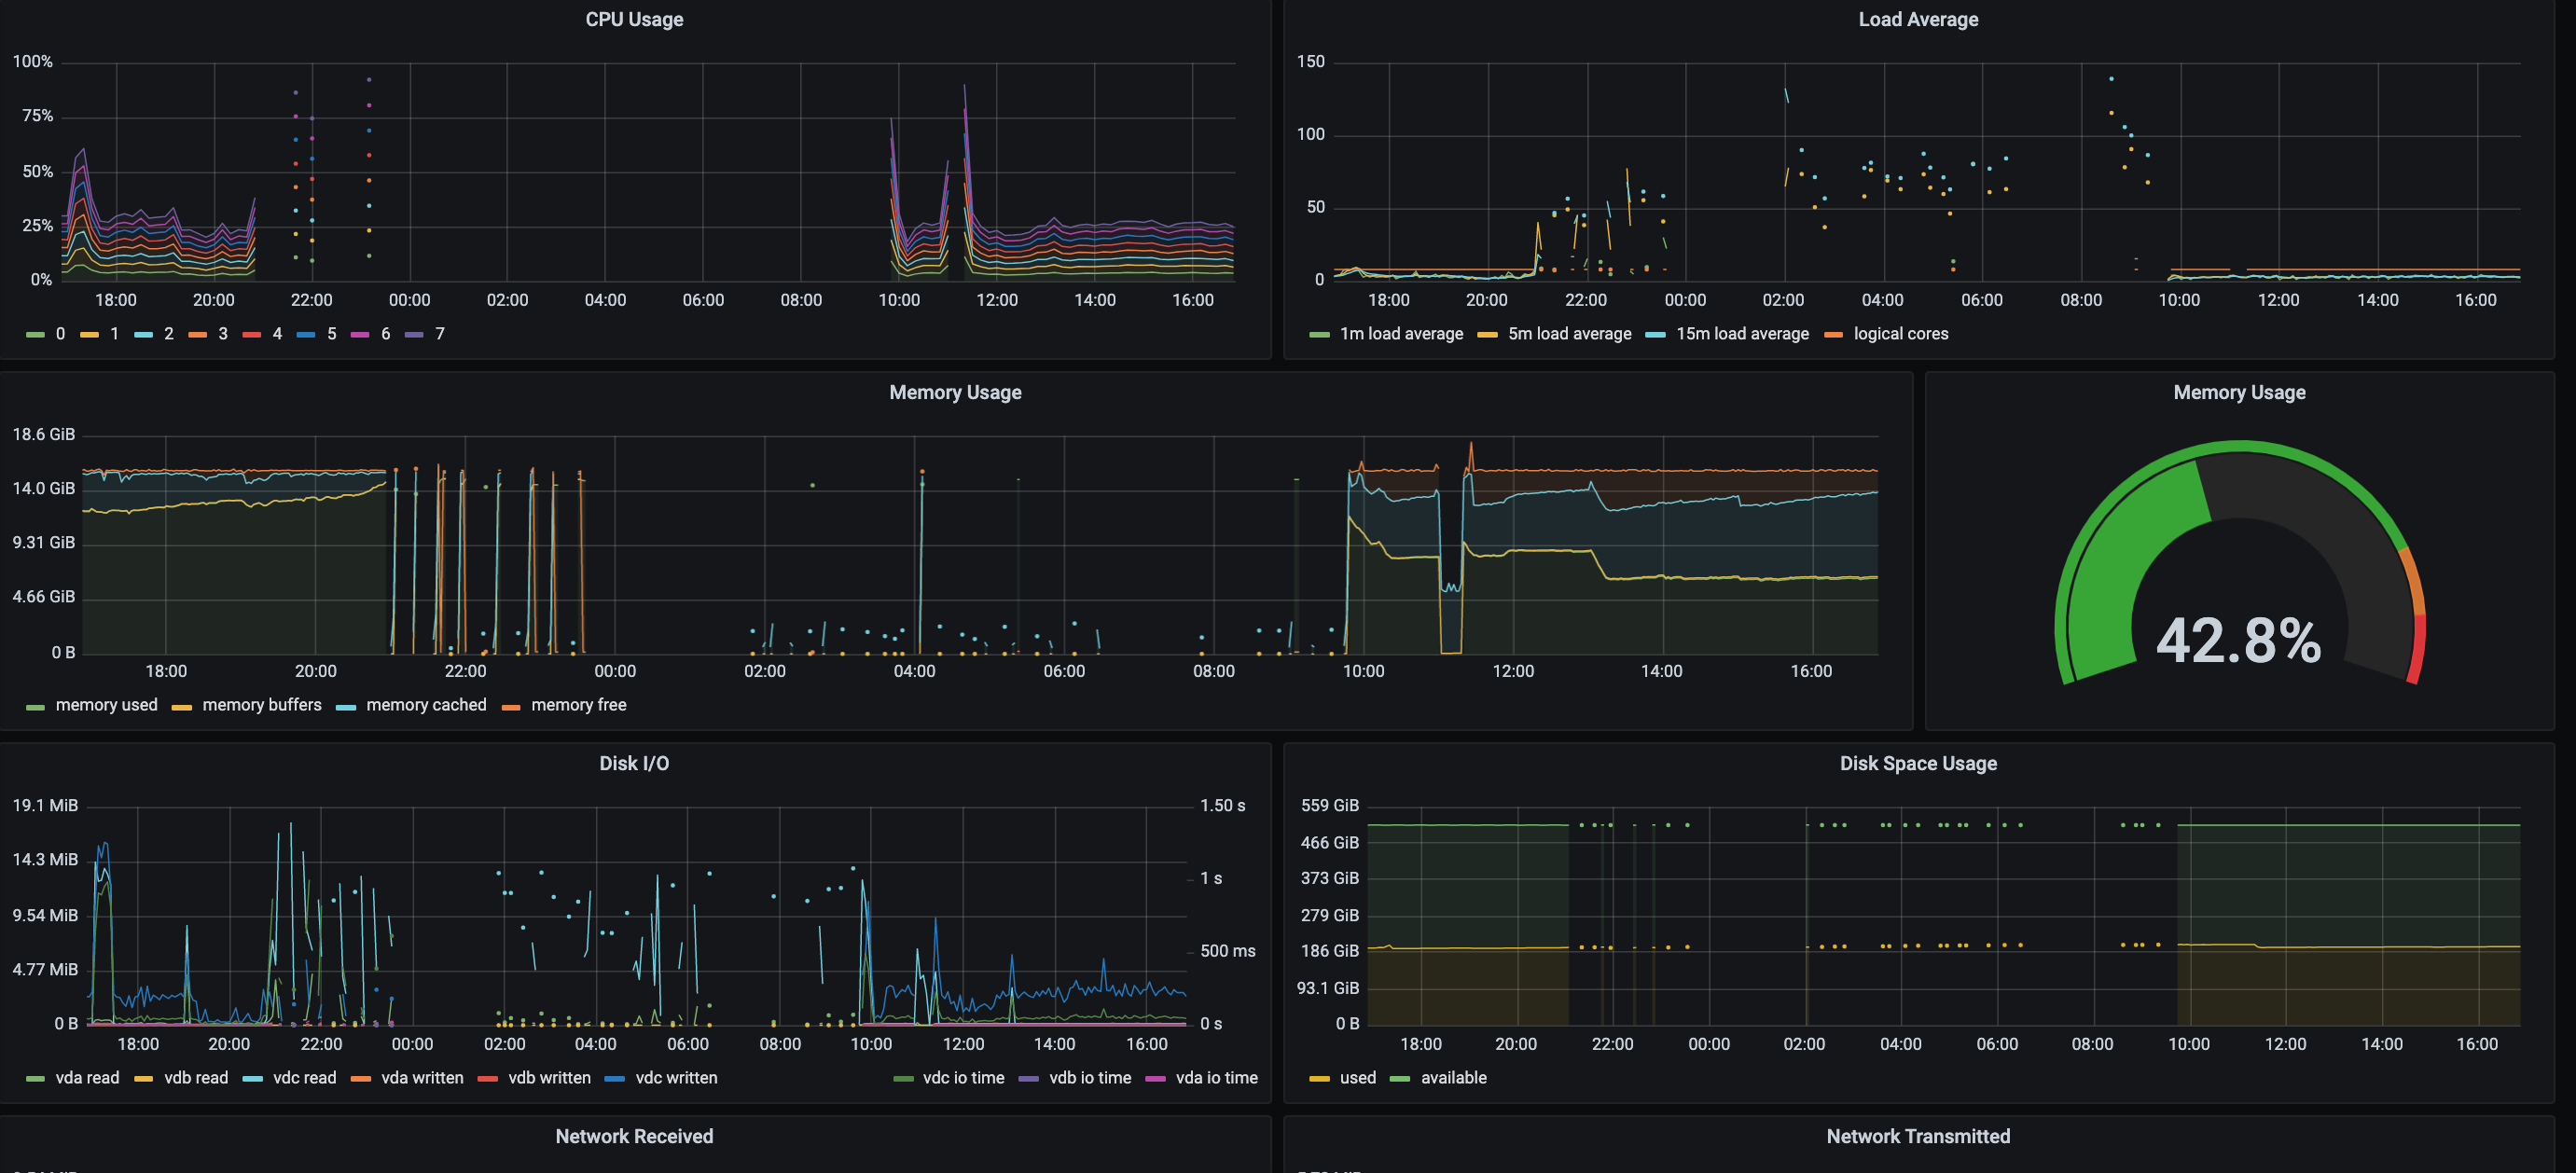 CPU Usage
100%
75%
50%
25%
0%
18:00 20:00 22:00 00:00 02:00 04:00 06:00 08:00 10:00 12:00 14:00 16:00
0 1 2 3 4 5 6 7
Load Average
150
100
50
0
18:00 20:00 22:00 00:00 02:00 04:00 06:00 08:00 10:00 12:00 14:00 16:00
1m load average 5m load average 15m load average logical cores
Memory Usage
18.6 GiB
14.0 GiB
9.31 GiB
4.66 GiB
0 B
18:00 20:00 22:00 00:00 02:00 04:00 06:00 08:00 10:00 12:00 14:00 16:00
memory used memory buffers memory cached memory free
Memory Usage
42.8%
Disk I/O
19.1 MiB
14.3 MiB
9.54 MiB
4.77 MiB
0 B
1.50 s
1 s
500 ms
0 s
18:00 20:00 22:00 00:00 02:00 04:00 06:00 08:00 10:00 12:00 14:00 16:00
vda read vdb read vdc read vda written vdb written vdc written vdc io time vdb io time vda io time
Disk Space Usage
559 GiB
466 GiB
373 GiB
279 GiB
186 GiB
93.1 GiB
0 B
18:00 20:00 22:00 00:00 02:00 04:00 06:00 08:00 10:00 12:00 14:00 16:00
used available
Network Received
Network Transmitted